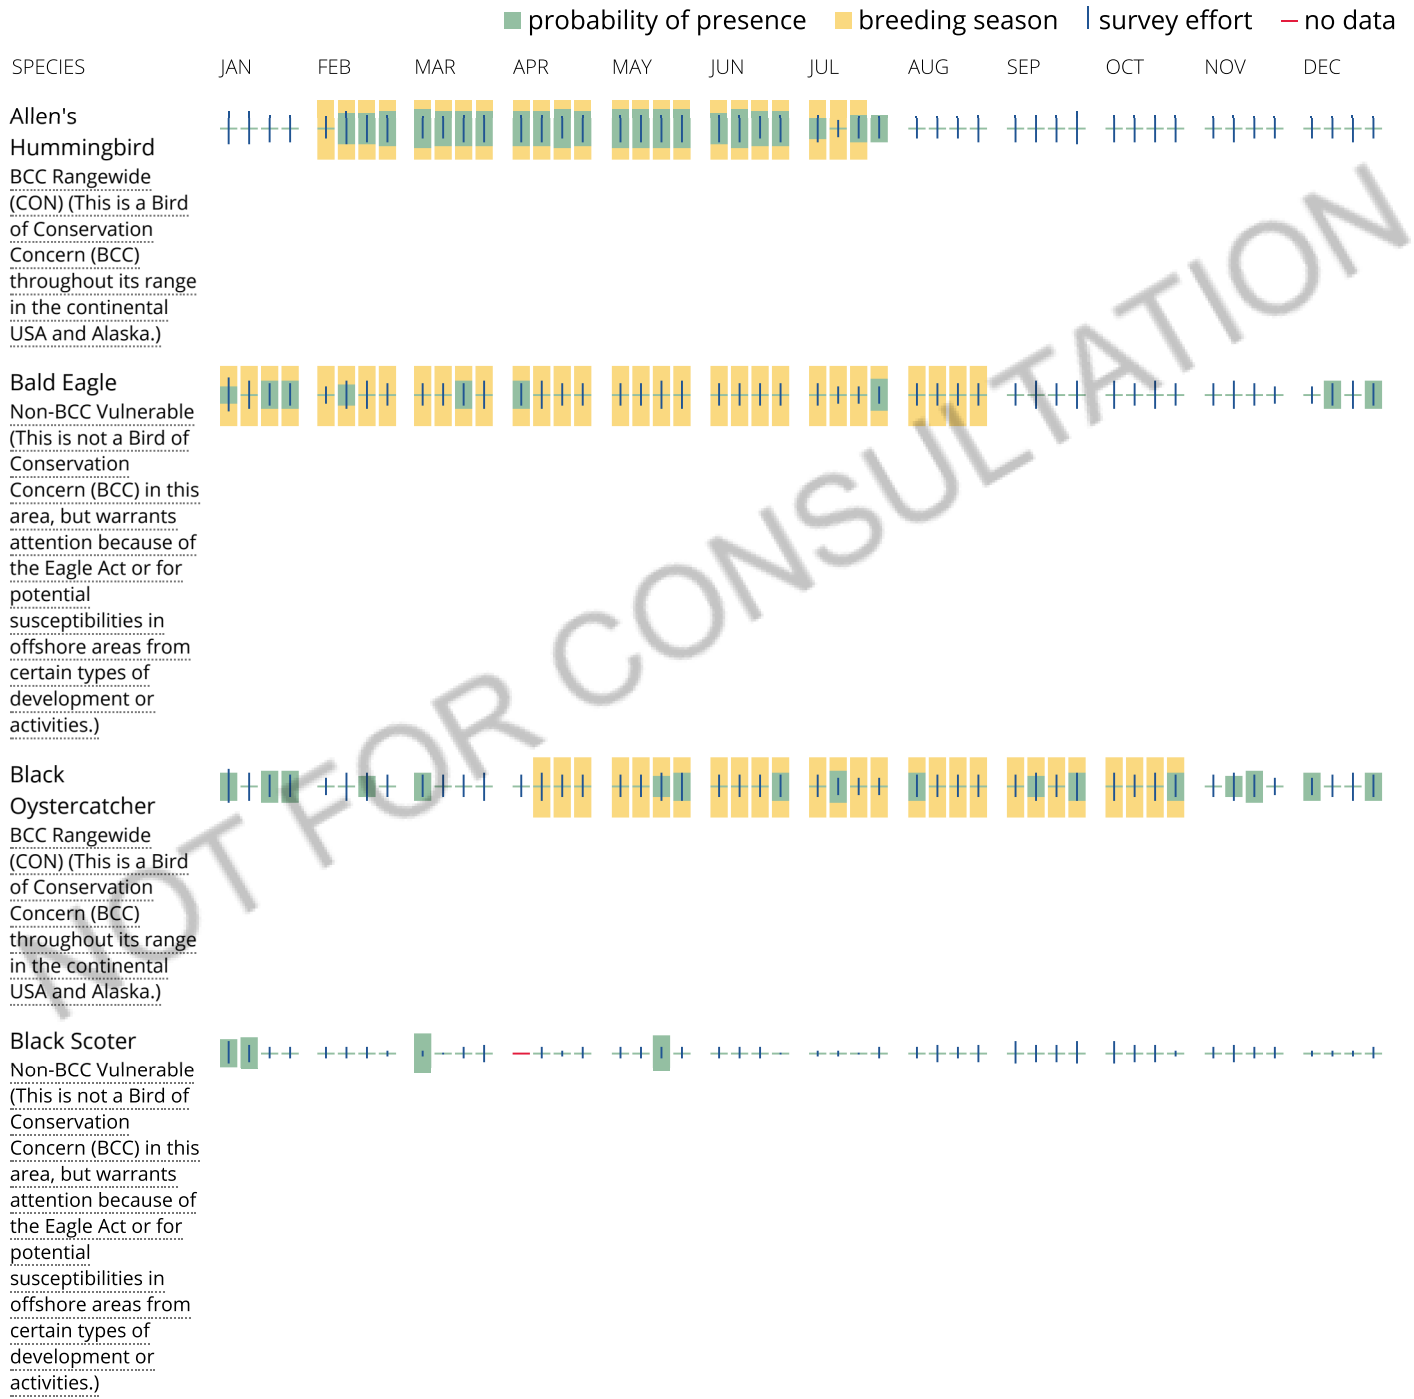 probability of presence breeding season survey effort no data
SPECIES JAN FEB MAR APR MAY JUN JUL AUG SEP OCT NOV DEC
Allen's
Hummingbird
BCC Rangewide
(CON) (This is a Bird
of Conservation
Concern (BCC)
throughout its range
in the continental
USA and Alaska.)
Bald Eagle
Non-BCC Vulnerable
(This is not a Bird of
Conservation
Concern (BCC) in this
area, but warrants
attention because of
the Eagle Act or for
potential
susceptibilities in
offshore areas from
certain types of
development or
activities.)
Black
Oystercatcher
BCC Rangewide
(CON) (This is a Bird
of Conservation
Concern (BCC)
throughout its range
in the continental
USA and Alaska.)
Black Scoter
Non-BCC Vulnerable
(This is not a Bird of
Conservation
Concern (BCC) in this
area, but warrants
attention because of
the Eagle Act or for
potential
susceptibilities in
offshore areas from
certain types of
development or
activities.)
NOT FOR CONSULTATION